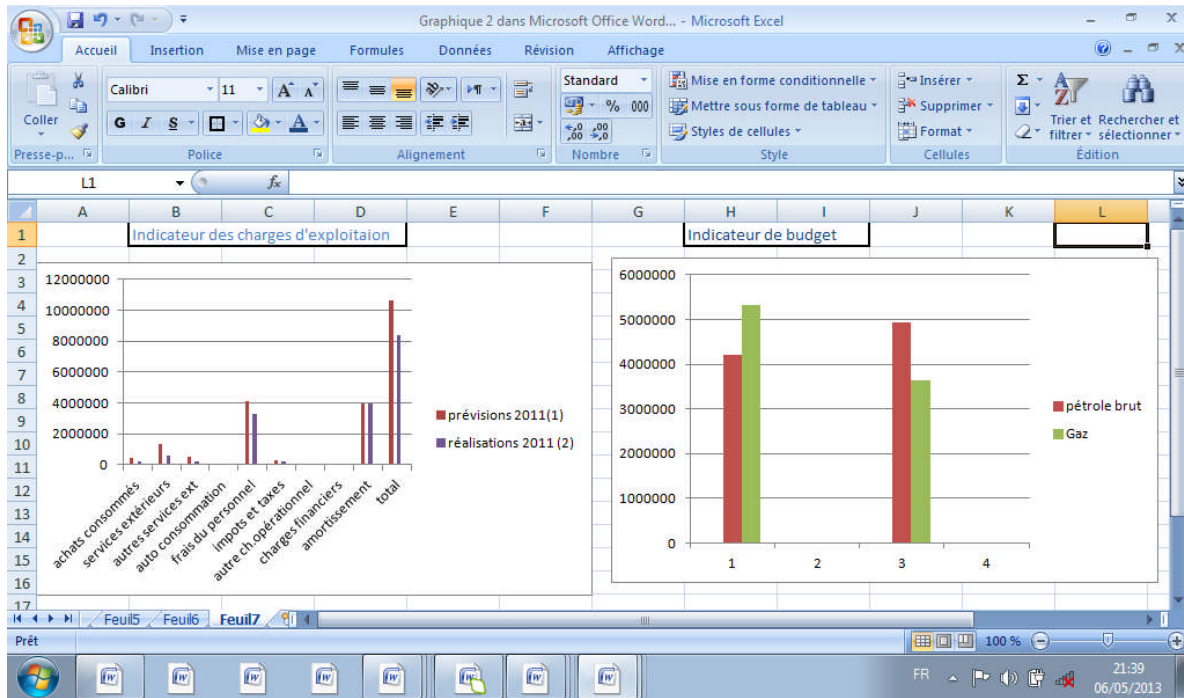 Graphique 2 dans Microsoft Office Word... - Microsoft Excel
Accueil Insertion Mise en page Formules Données Révision Affichage
Coller
Calibri 11
G I S
Standard
% 000
Mise en forme conditionnelle
Mettre sous forme de tableau
Styles de cellules
Insérer
Supprimer
Format
Σ
Trier et filtrer
Rechercher et sélectionner
Presse-p... Police Alignement Nombre Style Cellules Édition
L1 fx
A B C D E F G H I J K L
1 Indicateur des charges d'exploitaion Indicateur de budget
2
3
4
5
6
7
8
9
10
11
12
13
14
15
16
17
12000000
10000000
8000000
6000000
4000000
2000000
0
achats consommés
services extérieurs
autres services ext
auto consommation
frais du personnel
impots et taxes
autre ch.opérationnel
charges financiers
amortissement
total
prévisions 2011(1)
réalisations 2011 (2)
6000000
5000000
4000000
3000000
2000000
1000000
0
1 2 3 4
pétrole brut
Gaz
Feuil5 Feuil6 Feuil7
Prêt 100 %
FR 21:39
06/05/2013